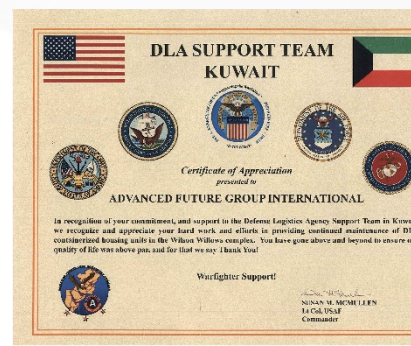 DLA SUPPORT TEAM
KUWAIT
Certificate of Appreciation
presented to
ADVANCED FUTURE GROUP INTERNATIONAL
In recognition of your commitment, and support to the Defense Logistics Agency Support Team in
we recognize and appreciate your hard work and efforts in providing continued maintenance of
containerized housing units in the Wilson Willows complex. You have gone above and beyond to ensure
quality of life was above par, and for that we say Thank You!
Warfighter Support!
SUSAN M. MCMULLEN
Lt Col, USAF
Commander